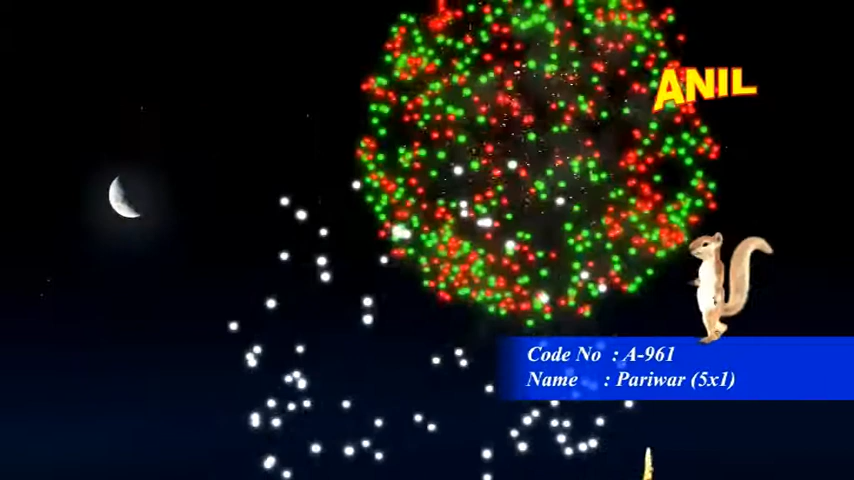 ANIL
Code No : A-961
Name : Pariwar (5x1)